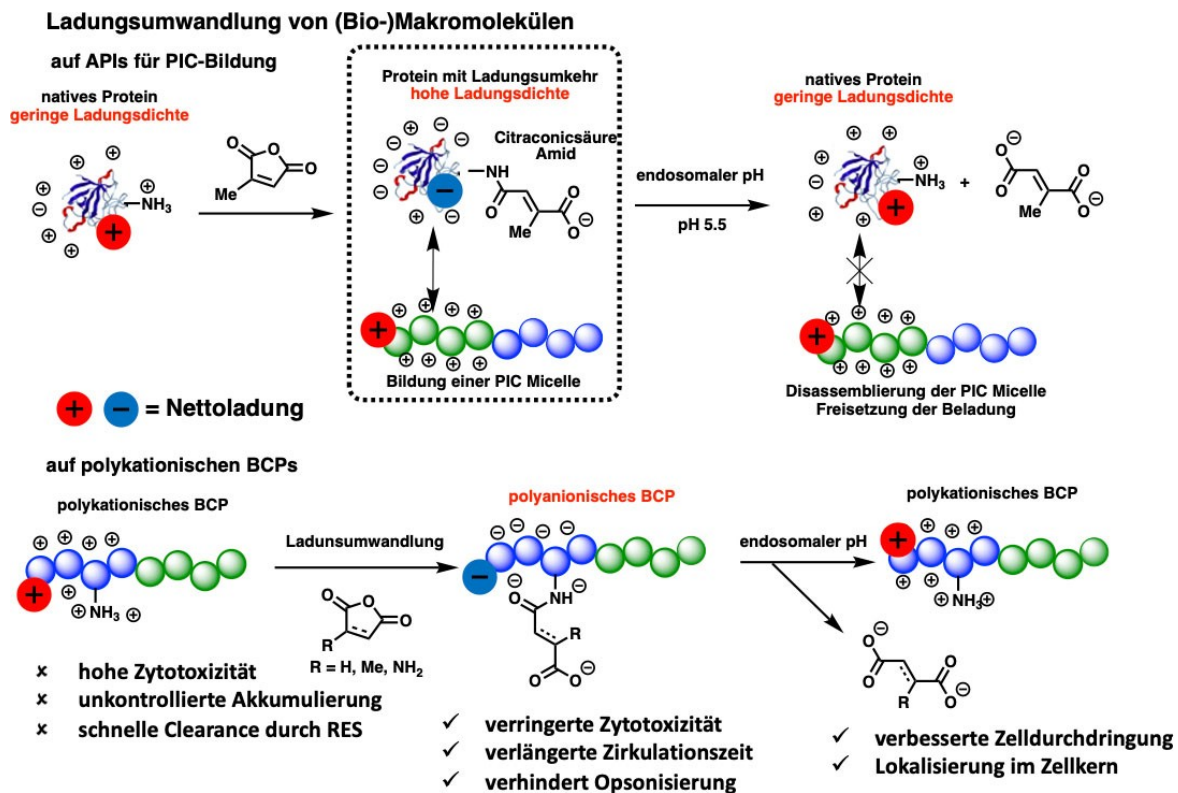 Ladungsumwandlung von (Bio-)Makromolekülen
auf APIs für PIC-Bildung
natives Protein
geringe Ladungsdichte
⊕ ⊕ ⊕ ⊖ ⊕ ⊕ ⊕
NH3
+
O O O
Me
Protein mit Ladungsumkehr
hohe Ladungsdichte
Citraconicsäure
Amid
NH
O
Me
O
O⊖
−
+
Bildung einer PIC Micelle
endosomaler pH
pH 5.5
natives Protein
geringe Ladungsdichte
NH3
+
+
⊖O
O
Me
O
O⊖
+
Disassemblierung der PIC Micelle
Freisetzung der Beladung
+ − = Nettoladung
auf polykationischen BCPs
polykationisches BCP
+
NH3 ⊕
Ladunsumwandlung
O O O
R
R = H, Me, NH2
polyanionisches BCP
−
NH⊖
O
R
O
O⊖
endosomaler pH
⊖O
O
R
O
O⊖
polykationisches BCP
+
⊕NH3⊕
✘ hohe Zytotoxizität
✘ unkontrollierte Akkumulierung
✘ schnelle Clearance durch RES
✓ verringerte Zytotoxizität
✓ verlängerte Zirkulationszeit
✓ verhindert Opsonisierung
✓ verbesserte Zelldurchdringung
✓ Lokalisierung im Zellkern